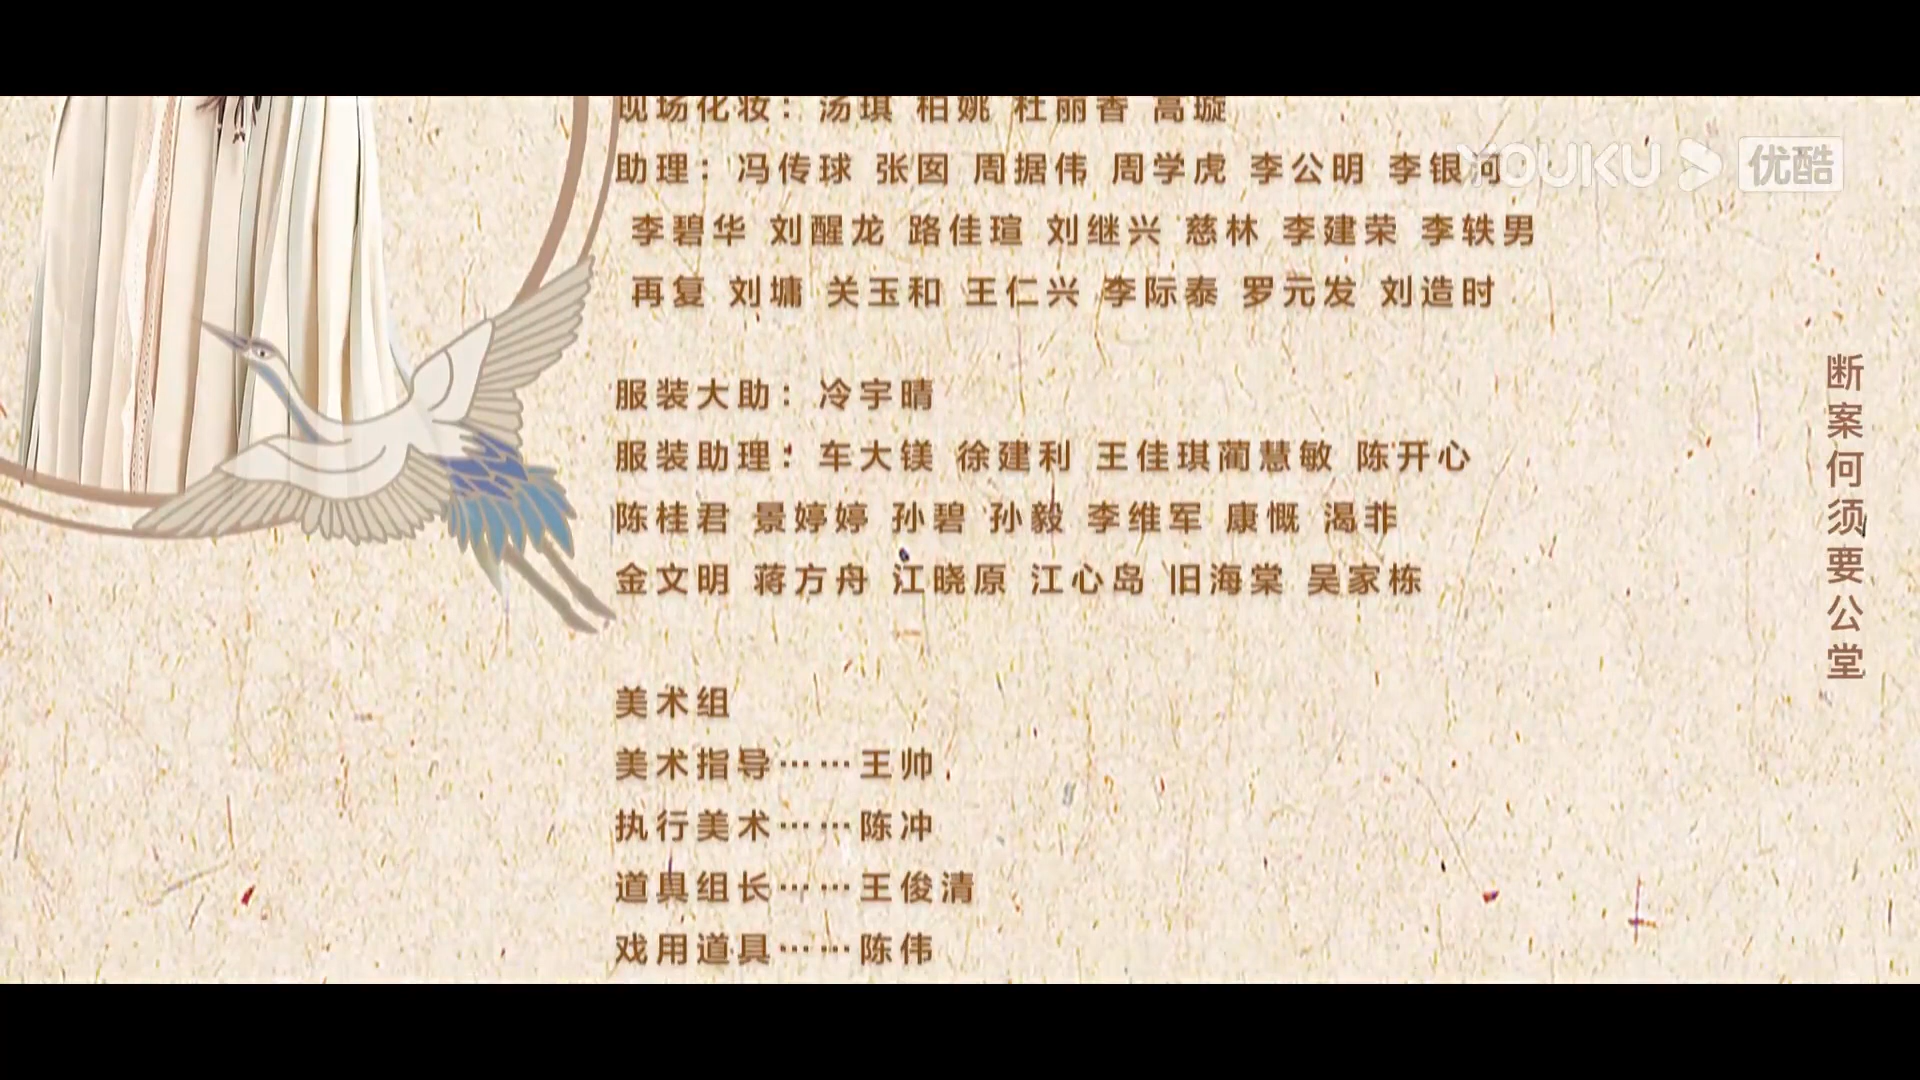 现场化妆：汤琪 柏姚 杜丽香 高璇
助理：冯传球 张囡 周据伟 周学虎 李公明 李银河
李碧华 刘醒龙 路佳瑄 刘继兴 慈林 李建荣 李轶男
再复 刘墉 关玉和 王仁兴 李际泰 罗元发 刘造时
服装大助：冷宇晴
服装助理：车大镁 徐建利 王佳琪蔺慧敏 陈开心
陈桂君 景婷婷 孙碧 孙毅 李维军 康慨 渴非
金文明 蒋方舟 江晓原 江心岛 旧海棠 吴家栋
美术组
美术指导……王帅
执行美术……陈冲
道具组长……王俊清
戏用道具……陈伟
YOUKU 优酷
断案何须要公堂